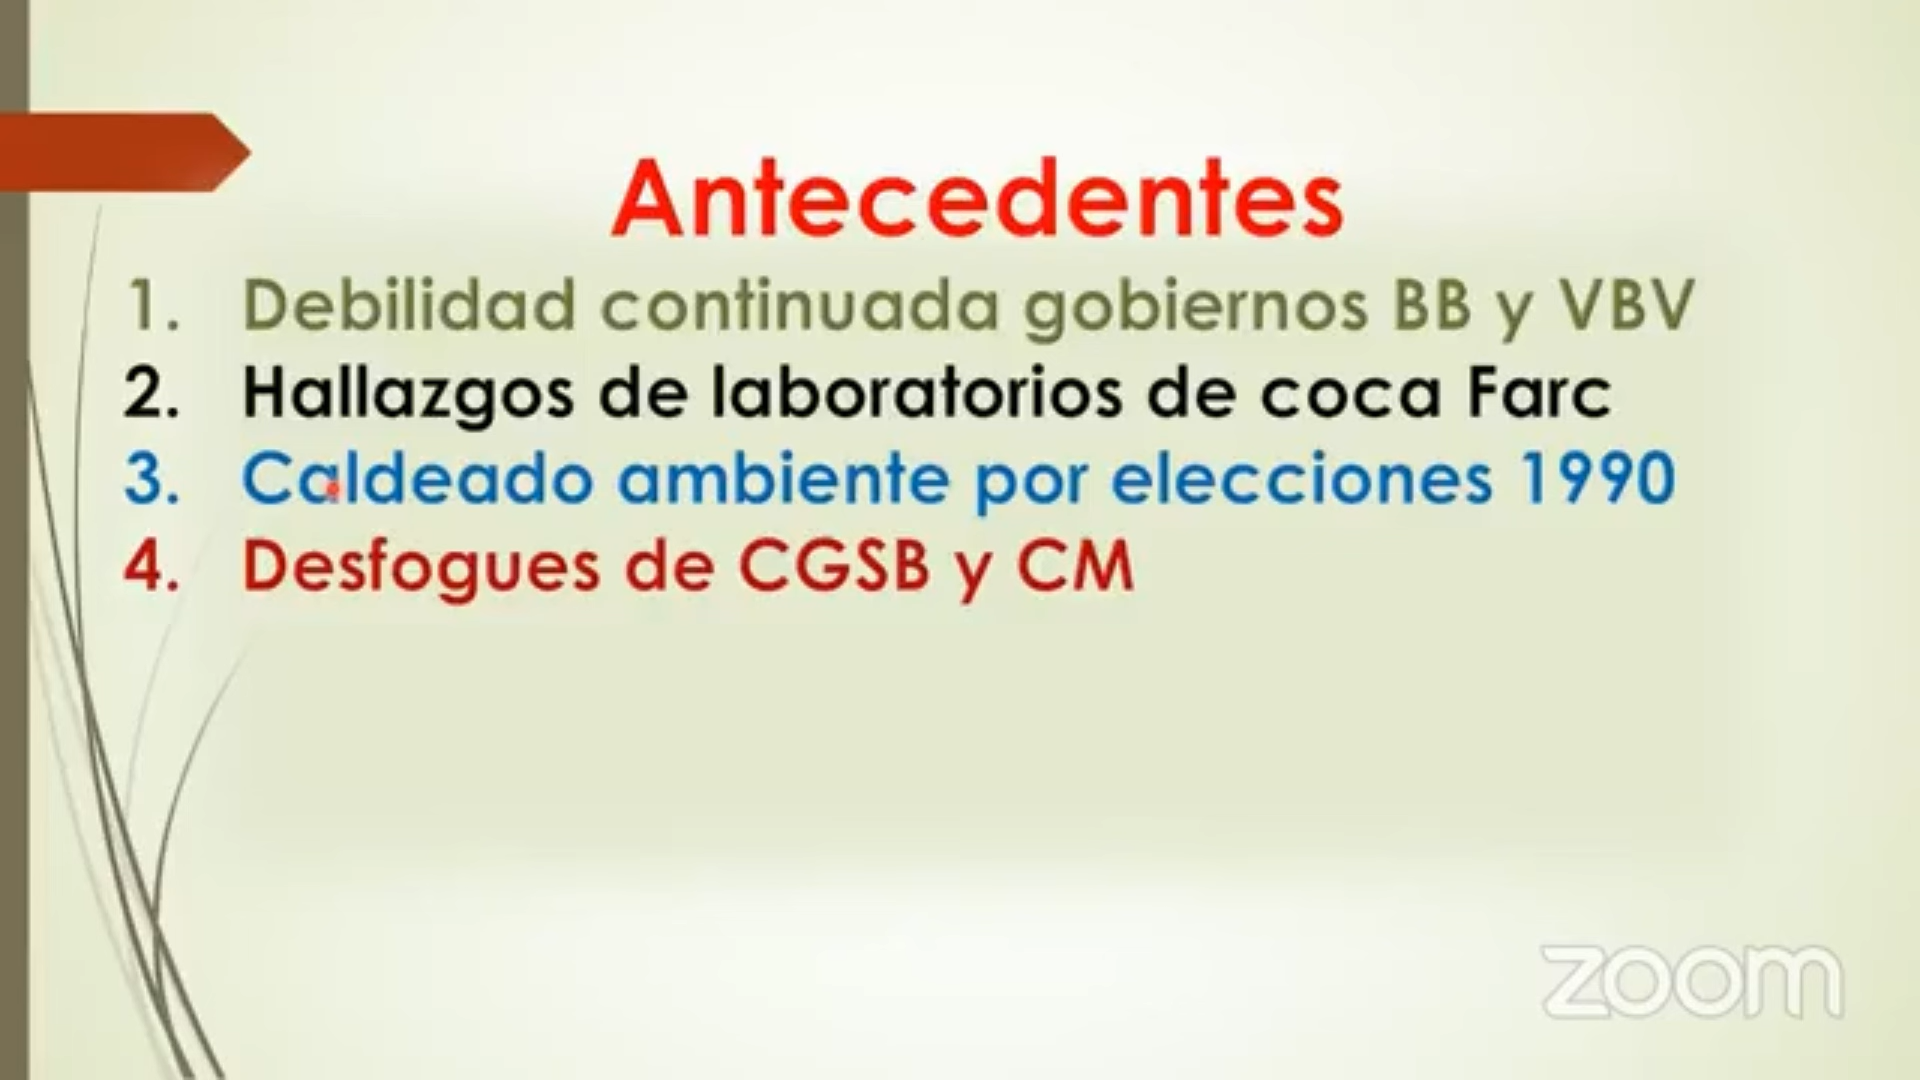 Antecedentes
1. Debilidad continuada gobiernos BB y VBV
2. Hallazgos de laboratorios de coca Farc
3. Caldeado ambiente por elecciones 1990
4. Desfogues de CGSB y CM
zoom